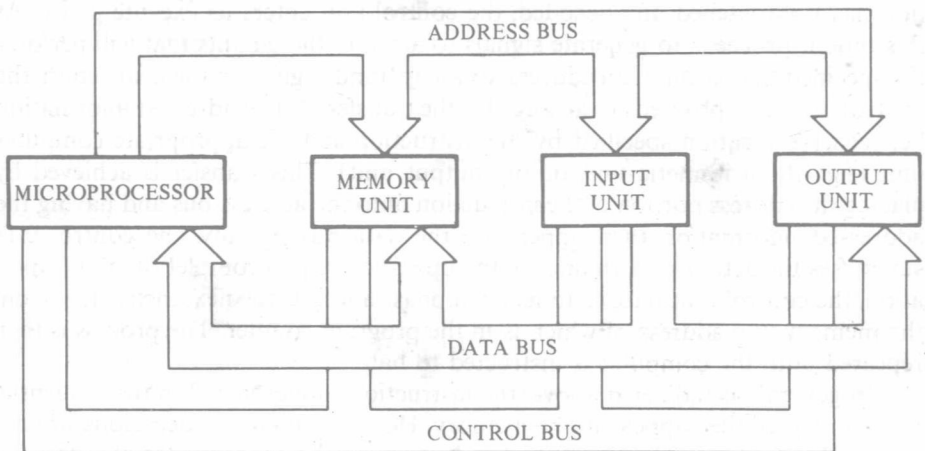 ADDRESS BUS
MICROPROCESSOR
MEMORY
UNIT
INPUT
UNIT
OUTPUT
UNIT
DATA BUS
CONTROL BUS